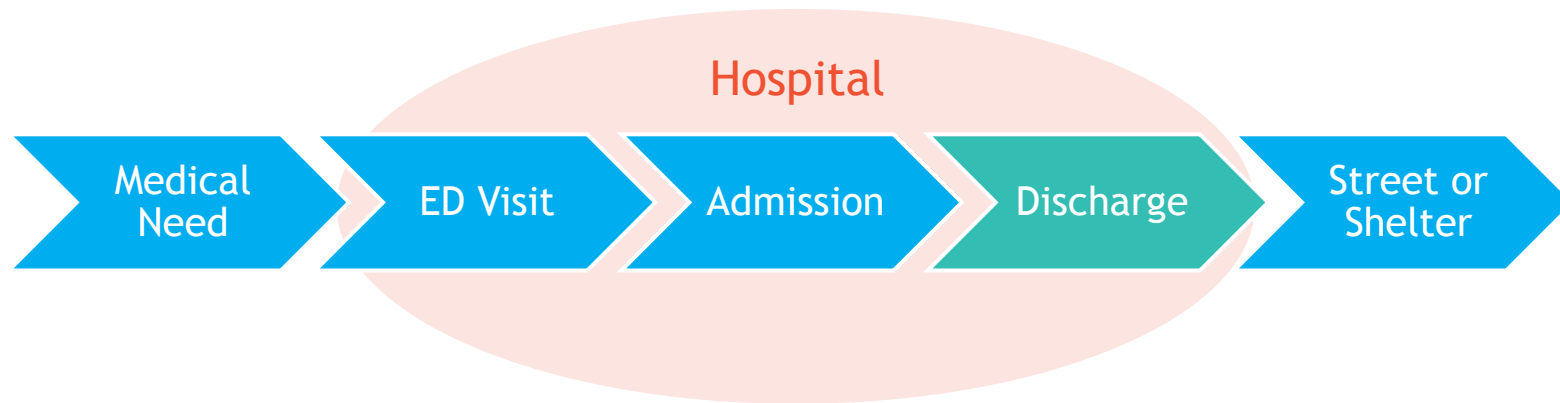 Hospital
Medical
Need
ED Visit
Admission
Discharge
Street or
Shelter